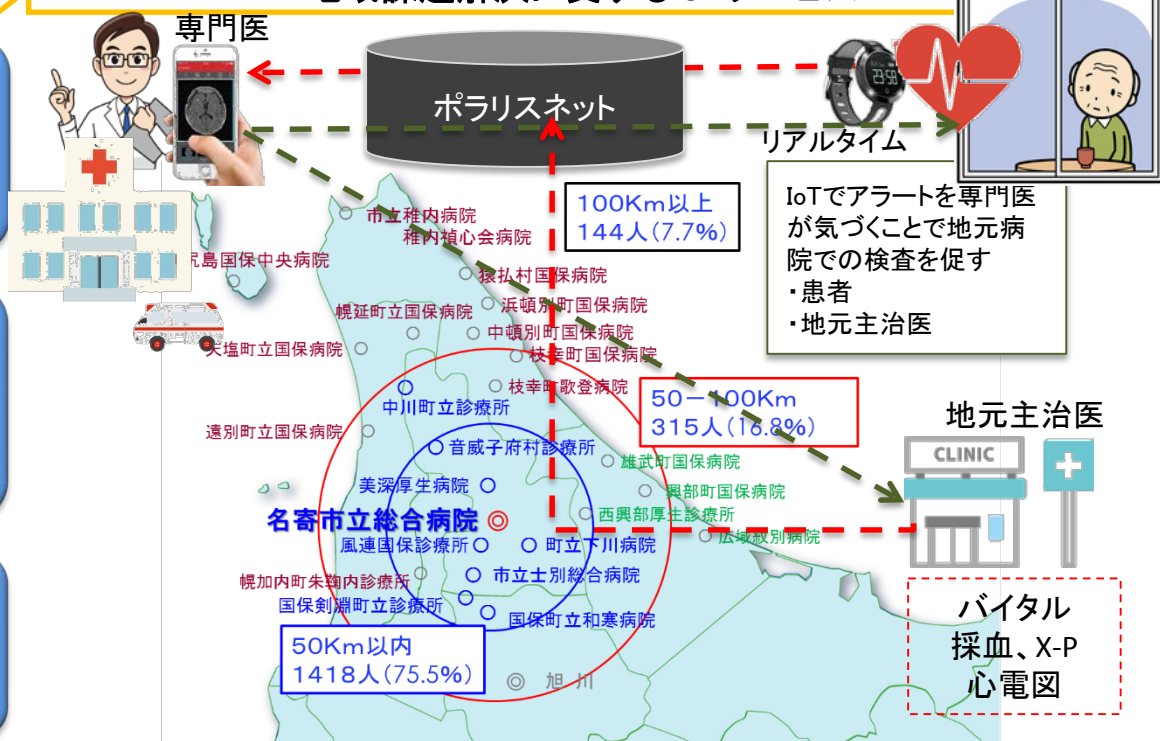 専門医
ポラリスネット
23:58
リアルタイム
IoTでアラートを専門医
が気づくことで地元病
院での検査を促す
・患者
・地元主治医
100Km以上
144人(7.7%)
市立稚内病院
稚内禎心会病院
尻島国保中央病院
猿払村国保病院
浜頓別町国保病院
幌延町立国保病院
中頓別町国保病院
天塩町立国保病院
枝幸町国保病院
枝幸町歌登病院
中川町立診療所
50－100Km
315人(16.8%)
遠別町立国保病院
音威子府村診療所
雄武町国保病院
美深厚生病院
興部町国保病院
名寄市立総合病院
西興部厚生診療所
広域紋別病院
風連国保診療所
町立下川病院
幌加内町朱鞠内診療所
市立士別総合病院
国保剣淵町立診療所
国保町立和寒病院
50Km以内
1418人(75.5%)
旭川
地元主治医
CLINIC
バイタル
採血、X-P
心電図